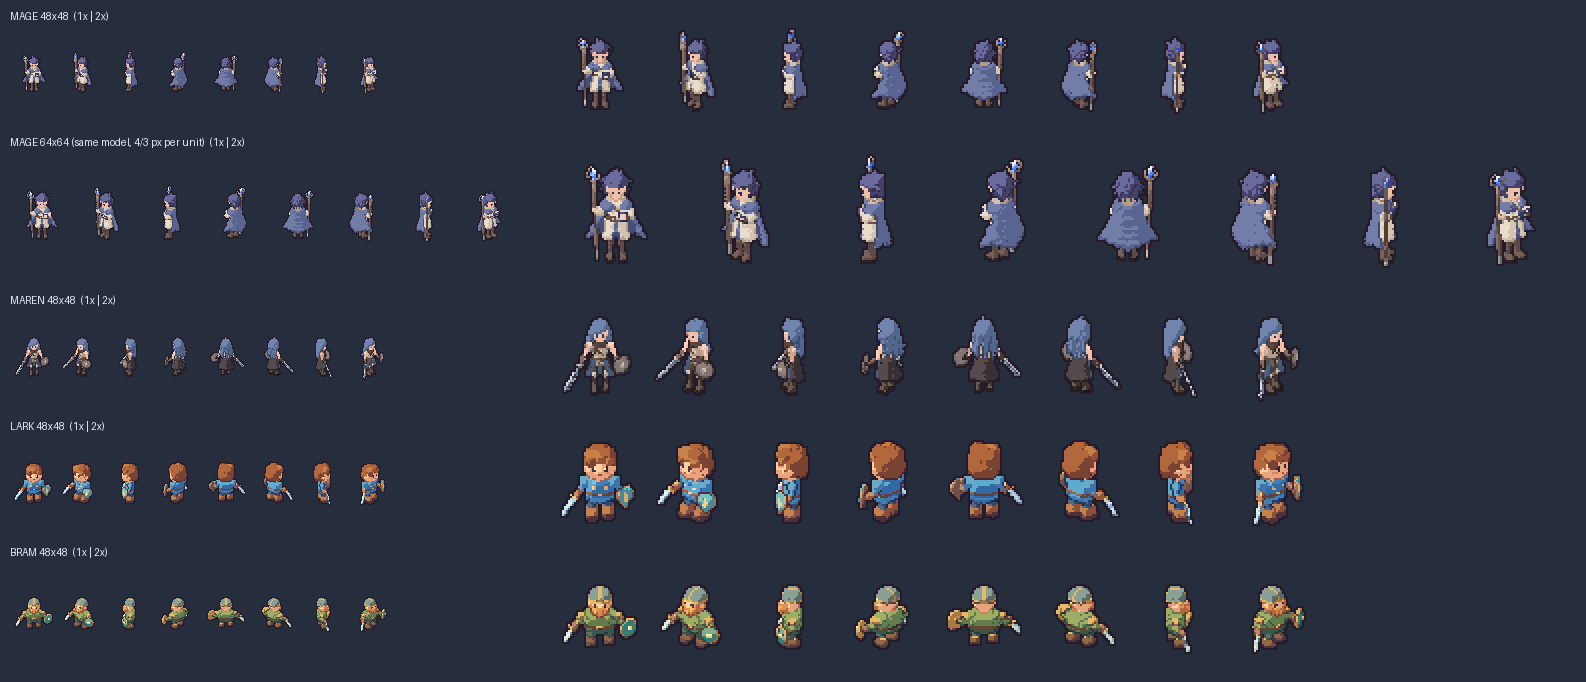 MAGE 48x48 (1x | 2x)
MAGE 64x64 (same model, 4/3 px per unit) (1x | 2x)
MAREN 48x48 (1x | 2x)
LARK 48x48 (1x | 2x)
BRAM 48x48 (1x | 2x)